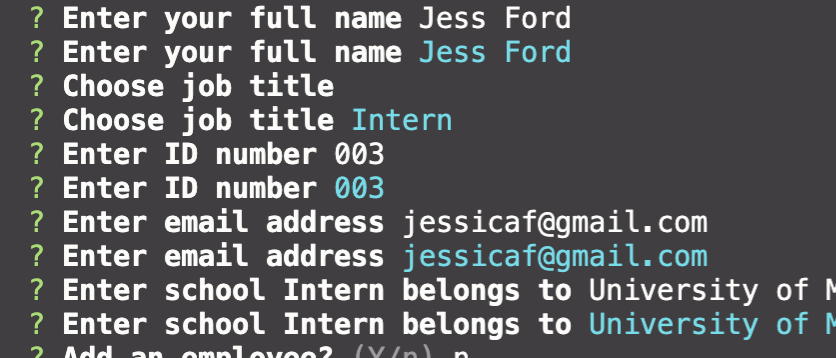 ? Enter your full name Jess Ford
? Enter your full name Jess Ford
? Choose job title
? Choose job title Intern
? Enter ID number 003
? Enter ID number 003
? Enter email address jessicaf@gmail.com
? Enter email address jessicaf@gmail.com
? Enter school Intern belongs to University of M
? Enter school Intern belongs to University of M
? Add an employee? (Y/n) n